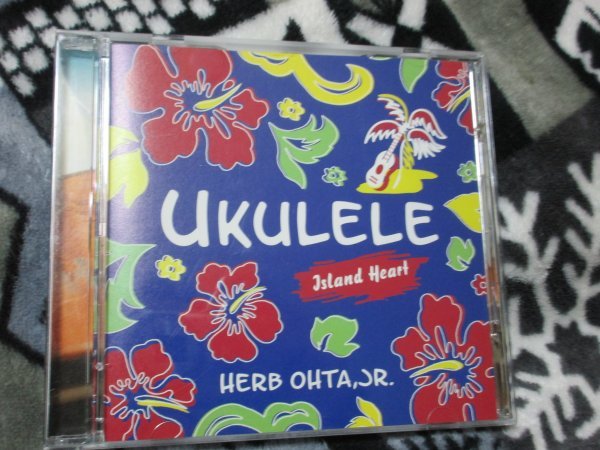 UKULELE
Island Heart
HERB OHTA,JR.